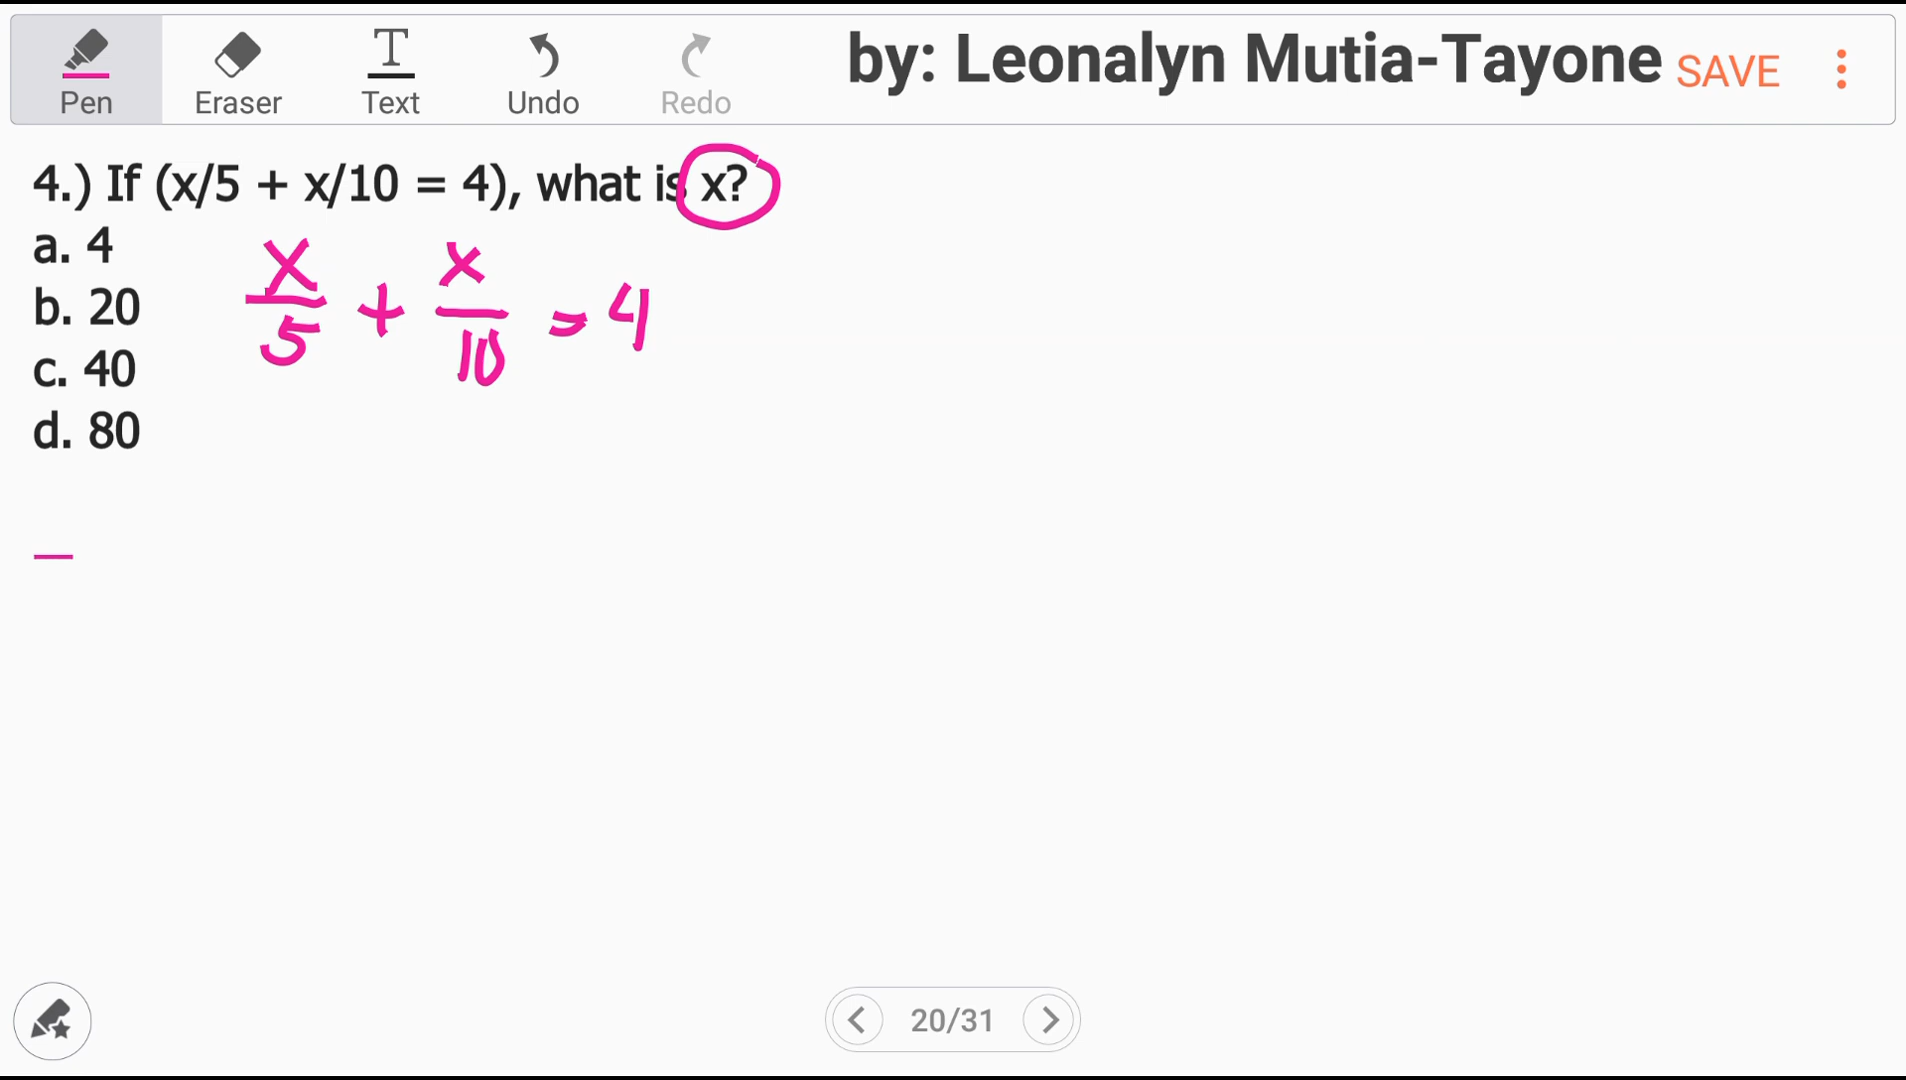 Pen Eraser Text Undo Redo by: Leonalyn Mutia-Tayone SAVE
4.) If (x/5 + x/10 = 4), what is x?
a. 4
b. 20
c. 40
d. 80
x/5 + x/10 = 4
20/31